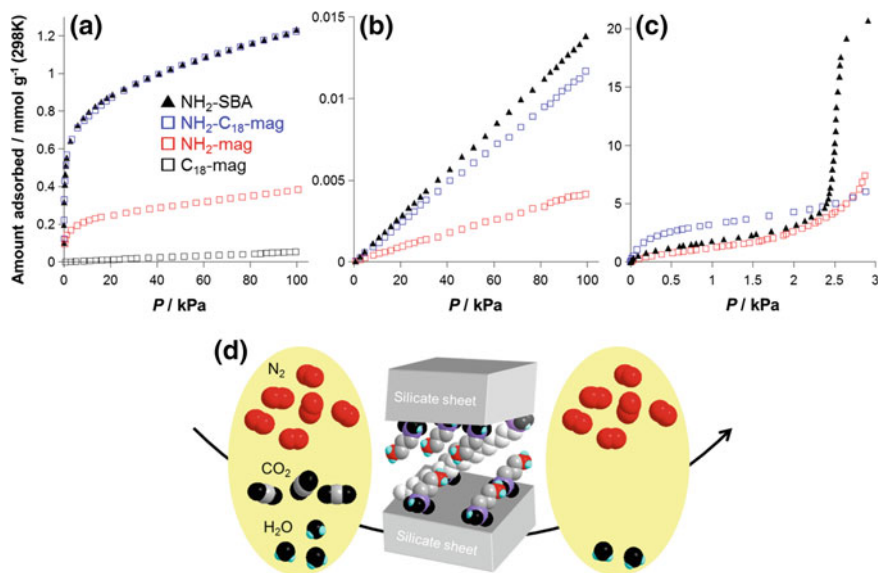 (a)
(b)
(c)
Amount adsorbed / mmol g⁻¹ (298K)
1.2
1
0.8
0.6
0.4
0.2
0
NH₂-SBA
NH₂-C₁₈-mag
NH₂-mag
C₁₈-mag
0 20 40 60 80 100
P / kPa
0.015
0.01
0.005
0
0 20 40 60 80 100
P / kPa
20
15
10
5
0
0 0.5 1 1.5 2 2.5 3
P / kPa
(d)
N₂
CO₂
H₂O
Silicate sheet
Silicate sheet